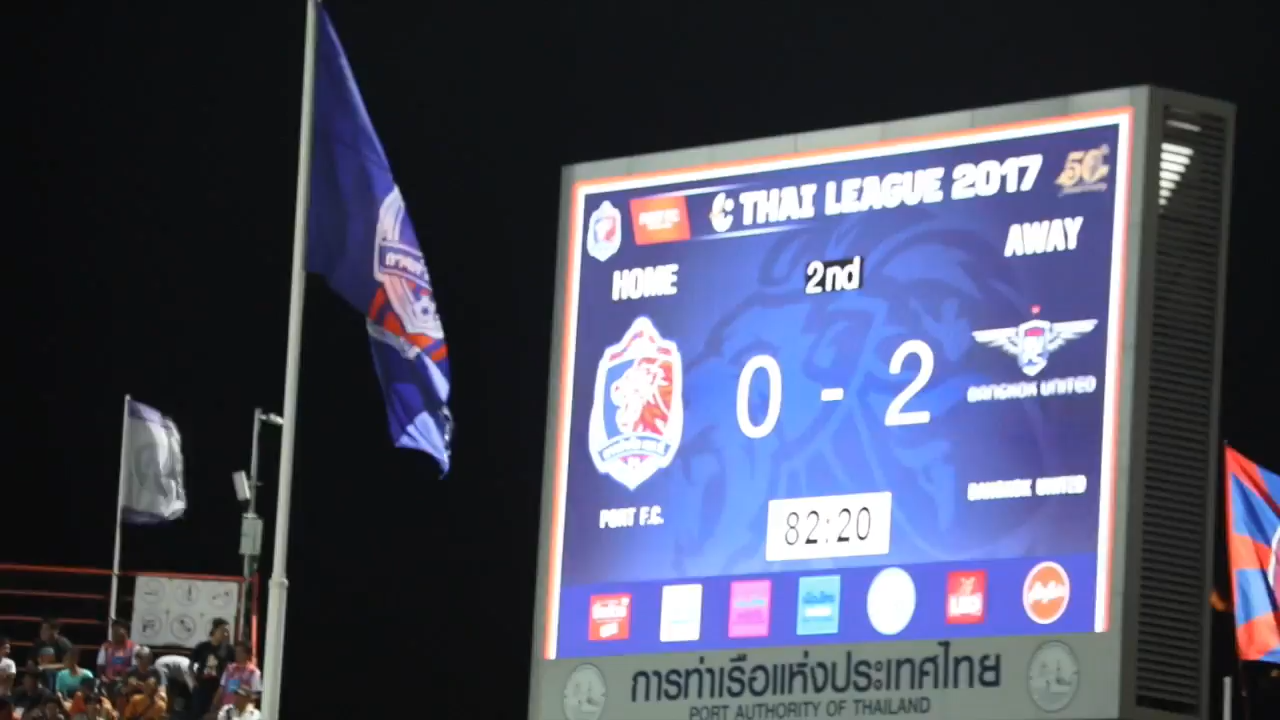 THAI LEAGUE 2017
HOME
AWAY
2nd
0 - 2
BANGKOK UNITED
PORT F.C.
BANGKOK UNITED
82:20
LEO
การท่าเรือแห่งประเทศไทย
PORT AUTHORITY OF THAILAND